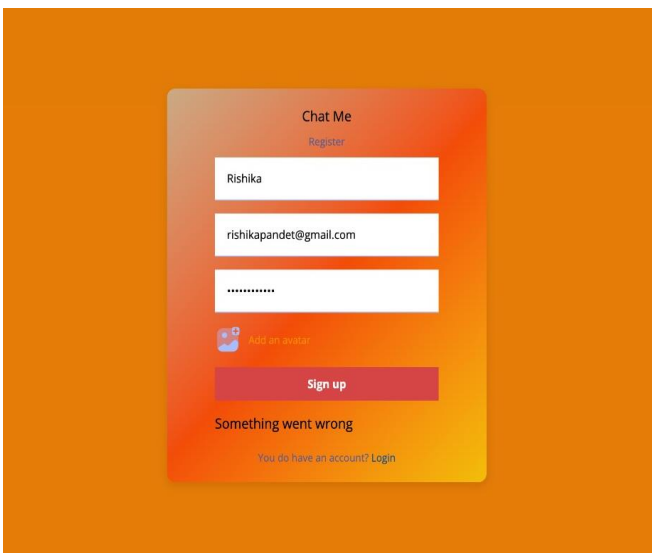 Chat Me
Register
Rishika
rishikapandet@gmail.com
••••••••••••
Add an avatar
Sign up
Something went wrong
You do have an account? Login